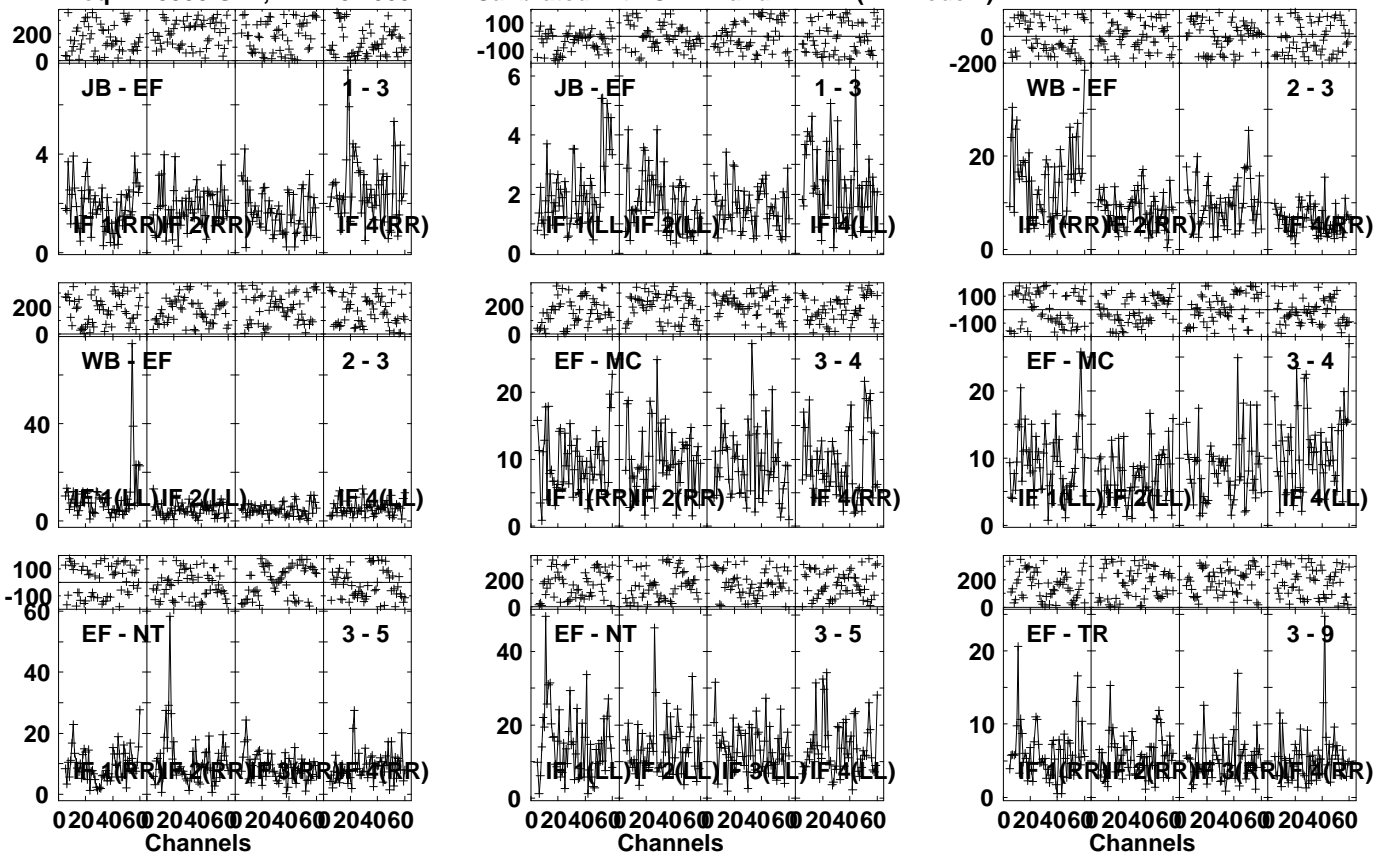 200
0
JB - EF
1 - 3
4
0
IF 1(RR)
IF 2(RR)
IF 4(RR)
100
-100
JB - EF
1 - 3
6
4
2
0
IF 1(LL)
IF 2(LL)
IF 4(LL)
0
-200
WB - EF
2 - 3
20
0
IF 1(RR)
IF 2(RR)
IF 4(RR)
200
0
WB - EF
2 - 3
40
0
IF 1(LL)
IF 2(LL)
IF 4(LL)
200
0
EF - MC
3 - 4
20
10
0
IF 1(RR)
IF 2(RR)
IF 4(RR)
100
-100
EF - MC
3 - 4
20
10
0
IF 1(LL)
IF 2(LL)
IF 4(LL)
100
-100
60
EF - NT
3 - 5
40
20
0
IF 1(RR)
IF 2(RR)
IF 3(RR)
IF 4(RR)
0 20 40 60 0 20 40 60 0 20 40 60 0 20 40 60
Channels
200
0
EF - NT
3 - 5
40
20
0
IF 1(LL)
IF 2(LL)
IF 3(LL)
IF 4(LL)
0 20 40 60 0 20 40 60 0 20 40 60 0 20 40 60
Channels
200
0
EF - TR
3 - 9
20
10
0
IF 1(RR)
IF 2(RR)
IF 3(RR)
IF 4(RR)
0 20 40 60 0 20 40 60 0 20 40 60 0 20 40 60
Channels